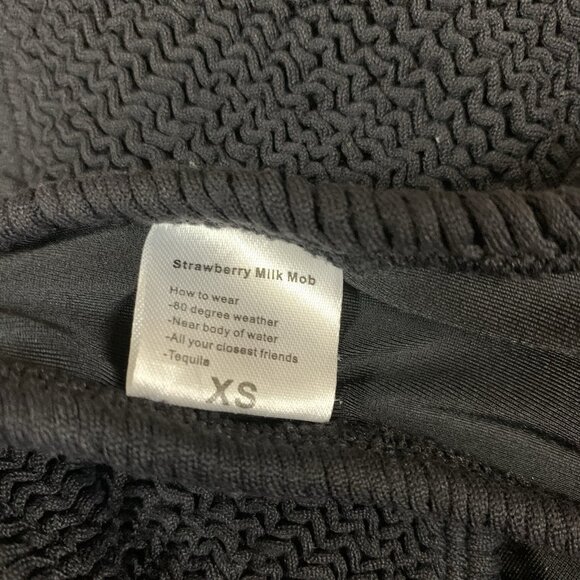 Strawberry Milk Mob
How to wear
-80 degree weather
-Near body of water
-All your closest friends
-Tequila
XS